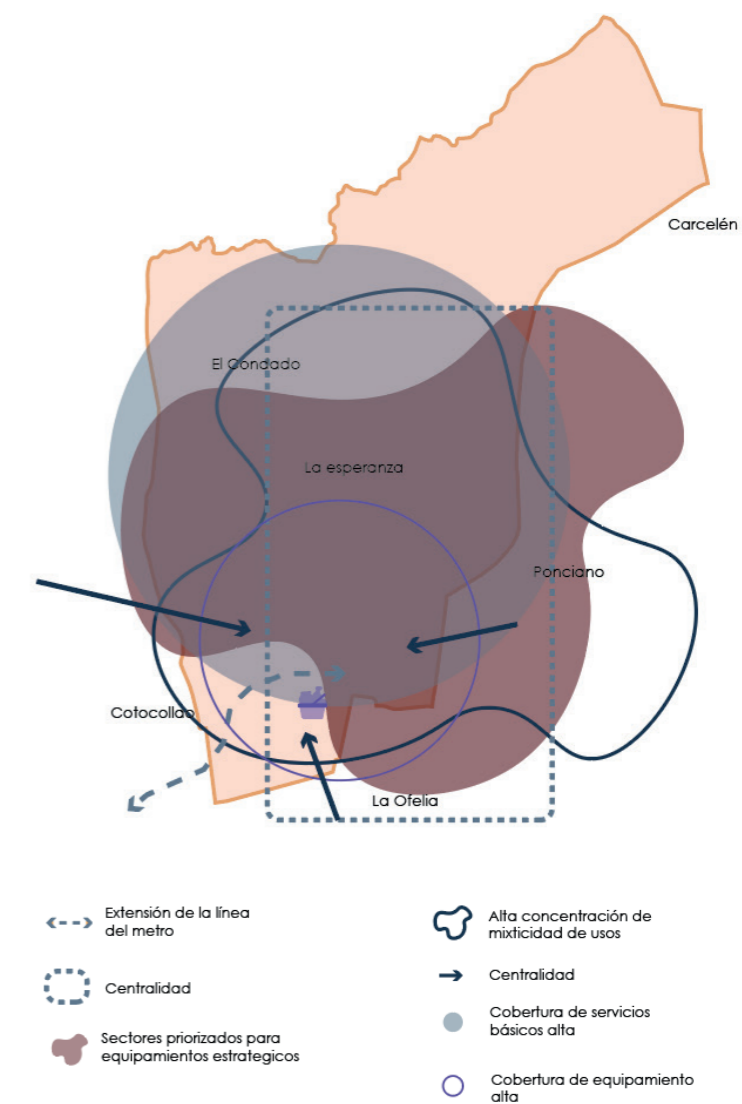 Carcelén
El Condado
La esperanza
Ponciano
Cotocollao
La Ofelia
Extensión de la línea
del metro
Centralidad
Sectores priorizados para
equipamientos estrategicos
Alta concentración de
mixticidad de usos
Centralidad
Cobertura de servicios
básicos alta
Cobertura de equipamiento
alta